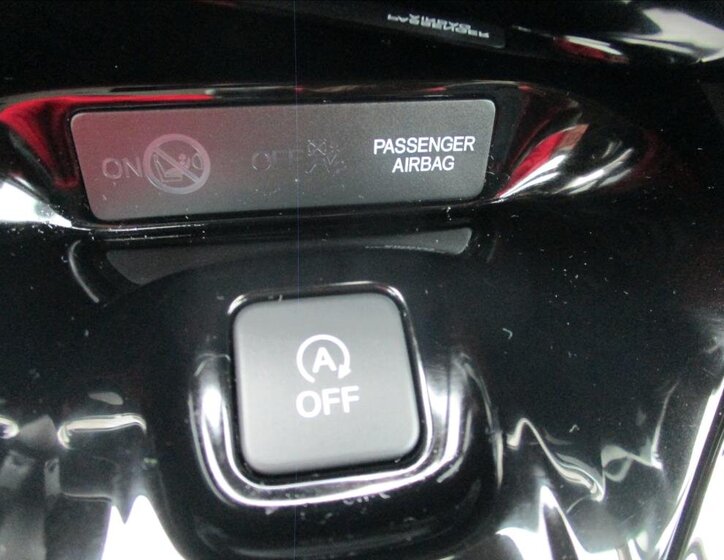 ON OFF PASSENGER
AIRBAG
A
OFF